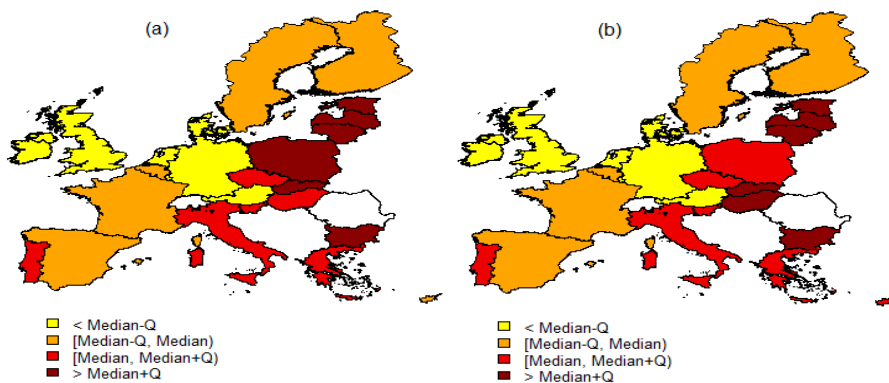 (a)
< Median-Q
[Median-Q, Median)
[Median, Median+Q)
> Median+Q
(b)
< Median-Q
[Median-Q, Median)
[Median, Median+Q)
> Median+Q